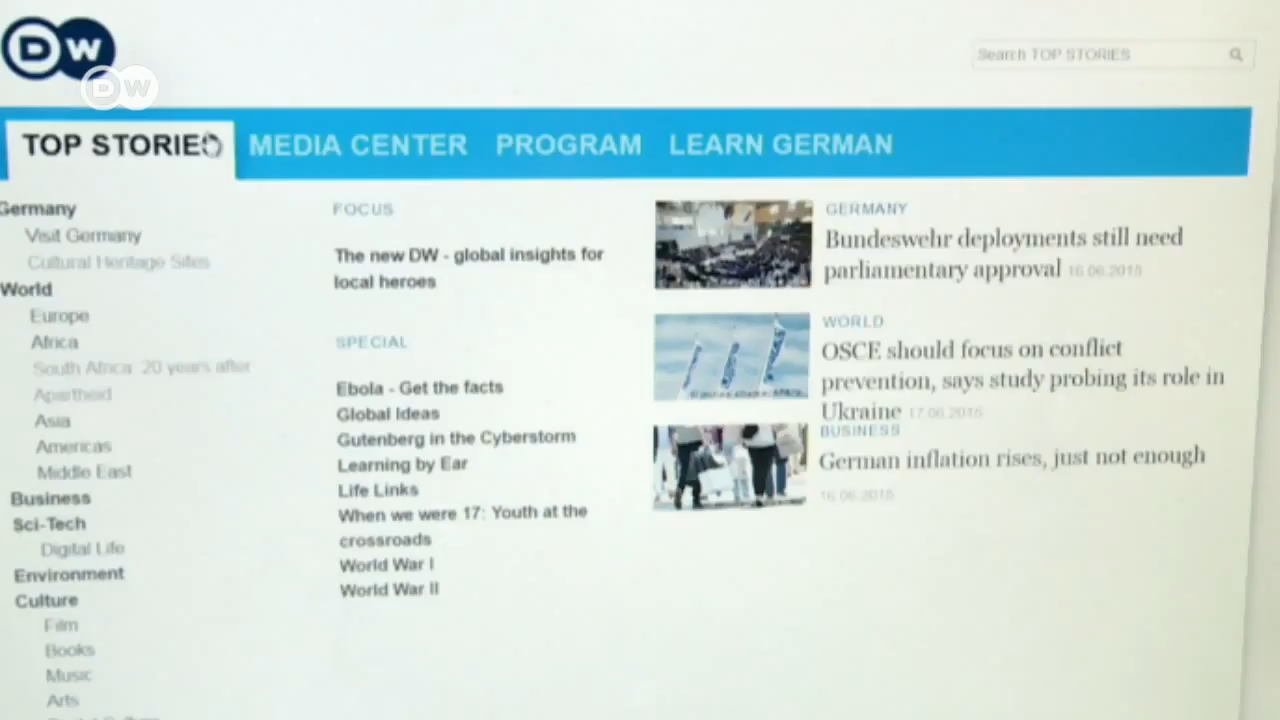 DW
DW
Search TOP STORIES
TOP STORIES MEDIA CENTER PROGRAM LEARN GERMAN
Germany
Visit Germany
Cultural Heritage Sites
World
Europe
Africa
South Africa: 20 years after
Apartheid
Asia
Americas
Middle East
Business
Sci-Tech
Digital Life
Environment
Culture
Film
Books
Music
Arts
FOCUS
The new DW - global insights for
local heroes
SPECIAL
Ebola - Get the facts
Global Ideas
Gutenberg in the Cyberstorm
Learning by Ear
Life Links
When we were 17: Youth at the
crossroads
World War I
World War II
GERMANY
Bundeswehr deployments still need
parliamentary approval 16.06.2015
WORLD
OSCE should focus on conflict
prevention, says study probing its role in
Ukraine 17.06.2015
BUSINESS
German inflation rises, just not enough
16.06.2015